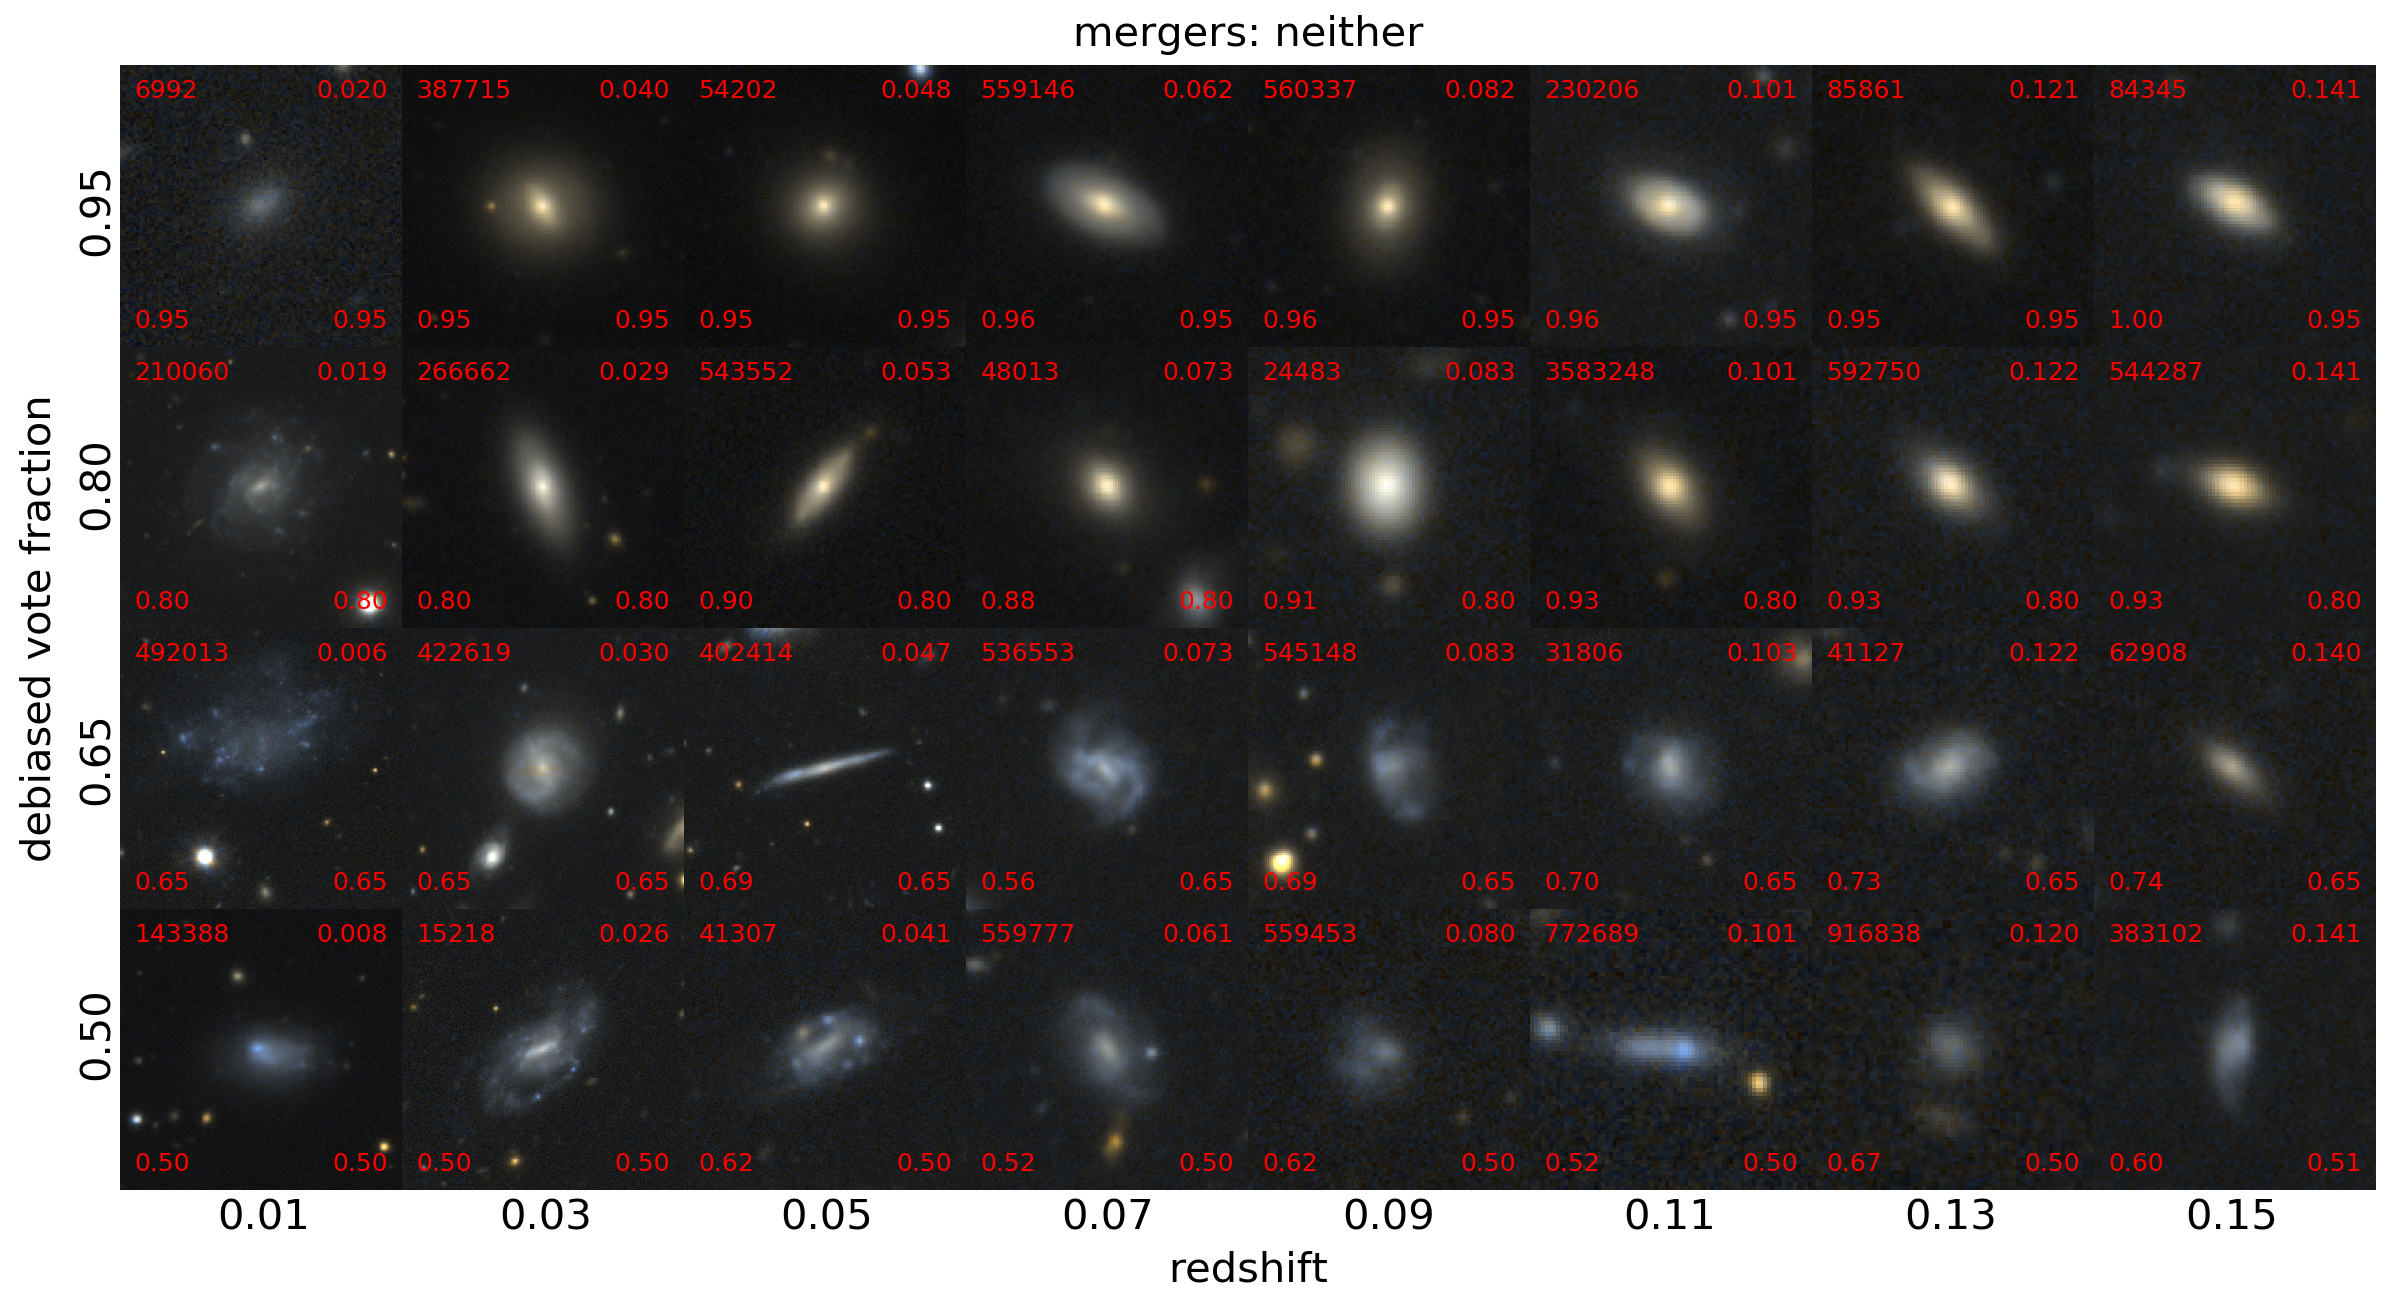 mergers: neither
6992 0.020 387715 0.040 54202 0.048 559146 0.062 560337 0.082 230206 0.101 85861 0.121 84345 0.141
0.95
0.95 0.95 0.95 0.95 0.95 0.95 0.96 0.95 0.96 0.95 0.96 0.95 0.95 0.95 1.00 0.95
210060 0.019 266662 0.029 543552 0.053 48013 0.073 24483 0.083 3583248 0.101 592750 0.122 544287 0.141
0.80
0.80 0.80 0.80 0.80 0.90 0.80 0.88 0.80 0.91 0.80 0.93 0.80 0.93 0.80 0.93 0.80
debiased vote fraction
492013 0.006 422619 0.030 402414 0.047 536553 0.073 545148 0.083 31806 0.103 41127 0.122 62908 0.140
0.65
0.65 0.65 0.65 0.65 0.69 0.65 0.56 0.65 0.69 0.65 0.70 0.65 0.73 0.65 0.74 0.65
143388 0.008 15218 0.026 41307 0.041 559777 0.061 559453 0.080 772689 0.101 916838 0.120 383102 0.141
0.50
0.50 0.50 0.50 0.50 0.62 0.50 0.52 0.50 0.62 0.50 0.52 0.50 0.67 0.50 0.60 0.51
0.01 0.03 0.05 0.07 0.09 0.11 0.13 0.15
redshift